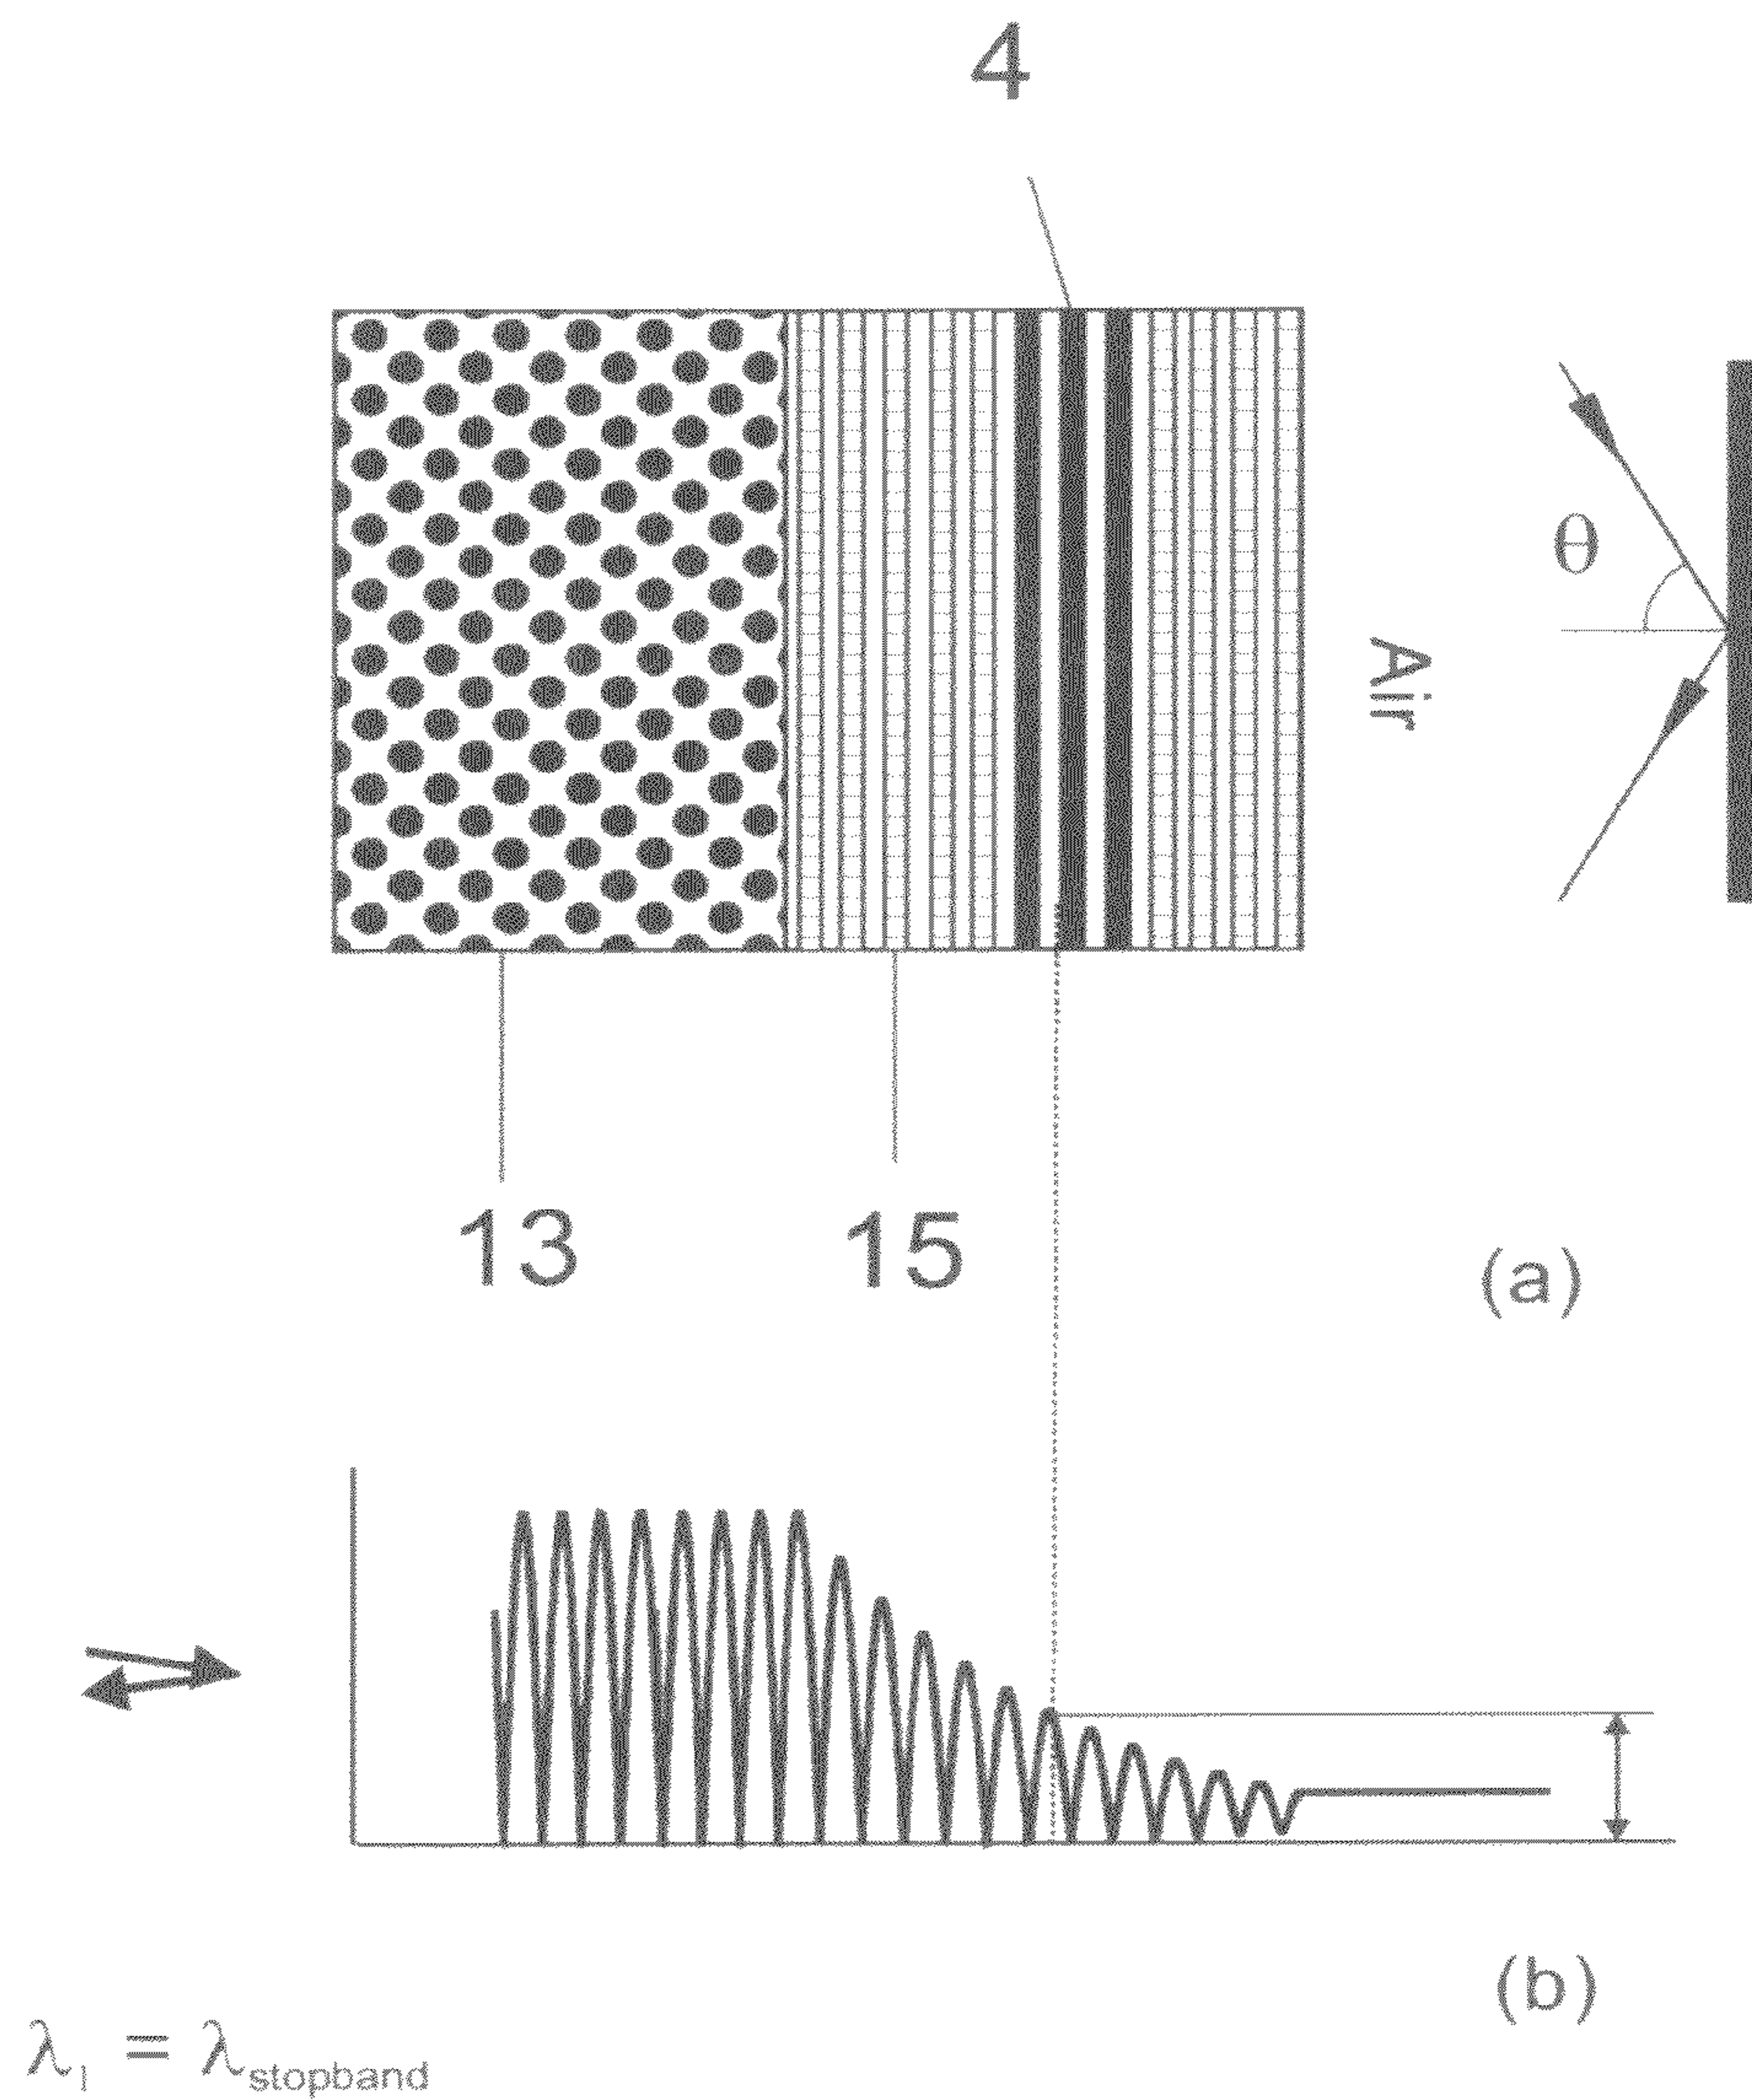 4
θ
Air
13
15
(a)
(b)
λ₁ = λstopband